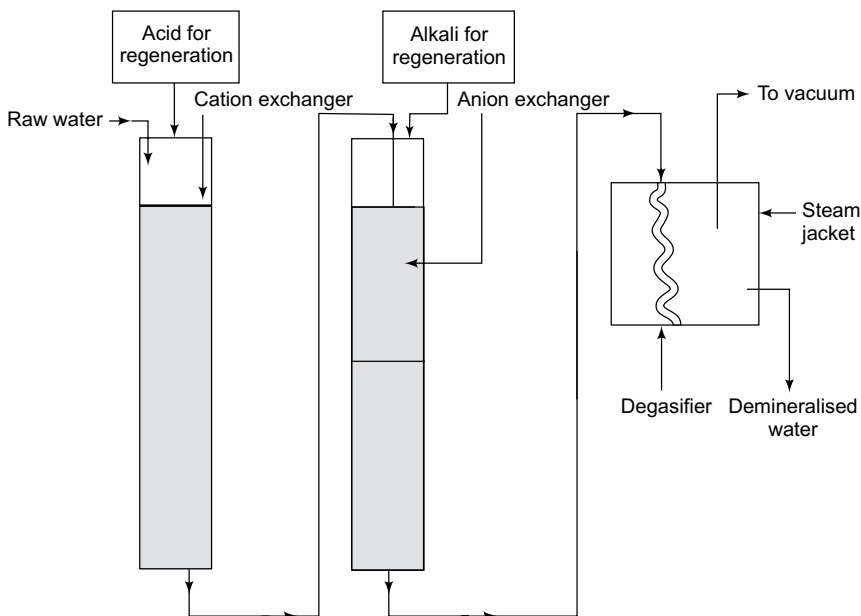 Acid for
regeneration
Alkali for
regeneration
Raw water
Cation exchanger
Anion exchanger
To vacuum
Steam
jacket
Degasifier
Demineralised
water